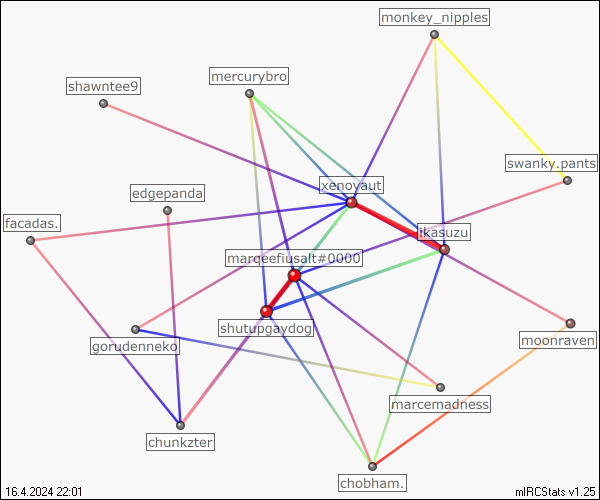 monkey_nipples
mercurybro
shawntee9
swanky.pants
xenoyaut
edgepanda
facadas.
ikasuzu
marqeefiusalt#0000
shutupgaydog
moonraven
gorudenneko
marcemadness
chunkzter
chobham.
16.4.2024 22:01
mIRCStats v1.25